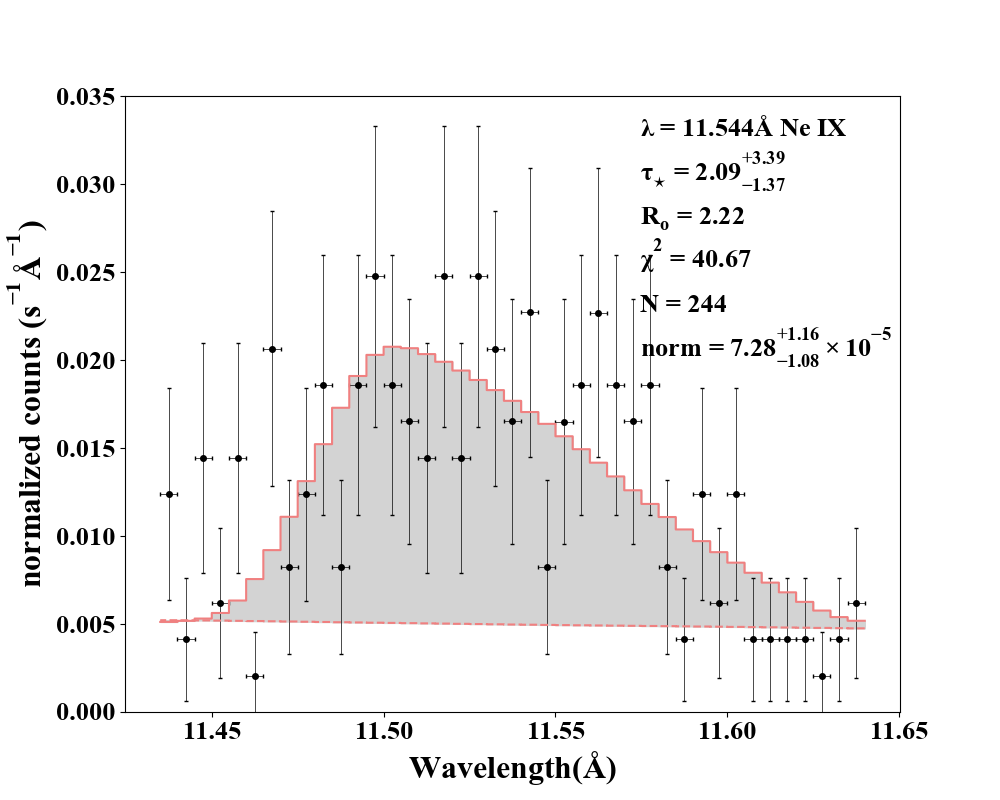 λ = 11.544Å Ne IX
τ⋆ = 2.09 +3.39 −1.37
Ro = 2.22
χ2 = 40.67
N = 244
norm = 7.28 +1.16 −1.08 × 10−5
normalized counts (s−1 Å−1)
0.035
0.030
0.025
0.020
0.015
0.010
0.005
0.000
11.45 11.50 11.55 11.60 11.65
Wavelength(Å)